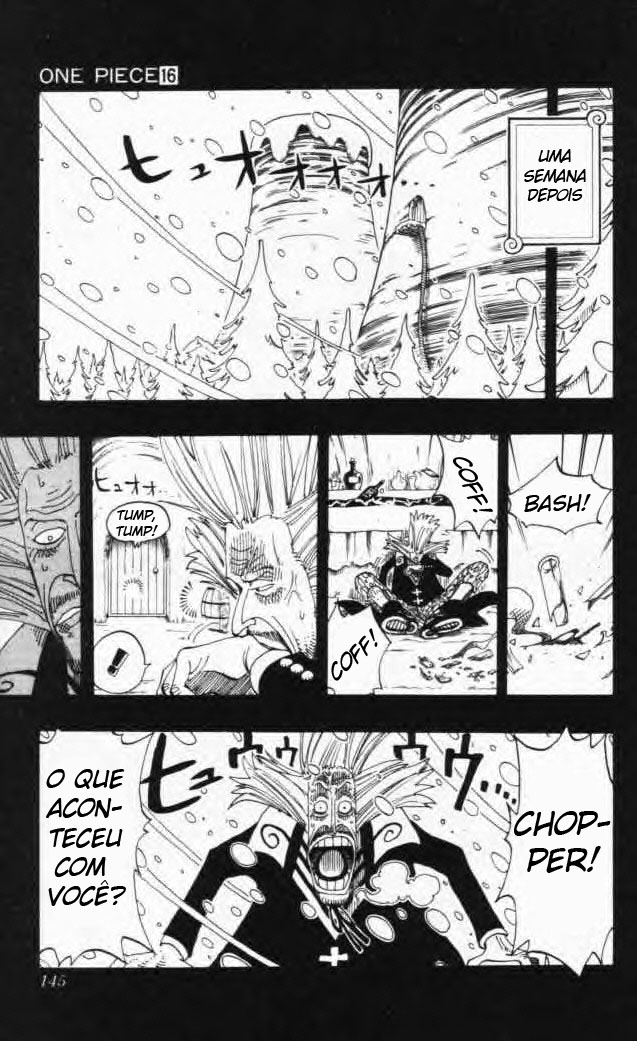 ONE PIECE 16
UMA
SEMANA
DEPOIS
ヒュオオオオ…
BASH!
COFF!
COFF!
ヒュオオ…
TUMP,
TUMP!
!
CHOP-
PER!
ヒュウウウウ…
O QUE
ACON-
TECEU
COM
VOCÊ?
145